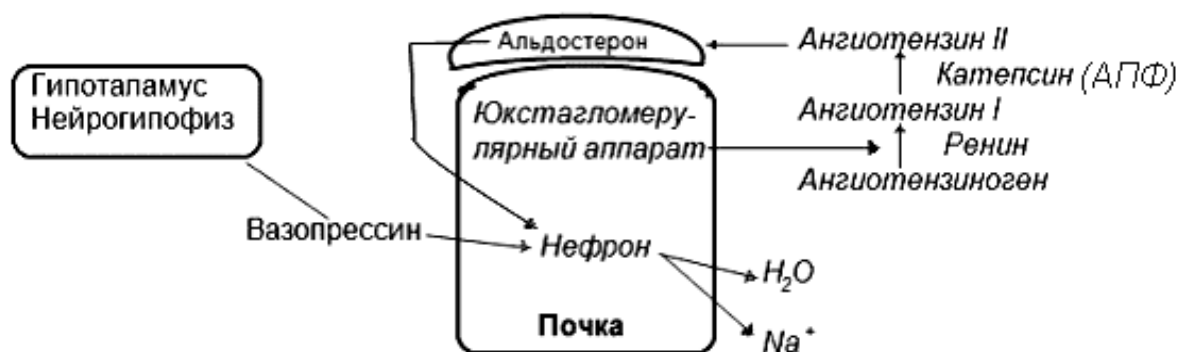 Альдостерон
Ангиотензин II
Катепсин (АПФ)
Гипоталамус
Нейрогипофиз
Юкстагломеру-
лярный аппарат
Ангиотензин I
Ренин
Ангиотензиноген
Вазопрессин
Нефрон
H₂O
Почка
Na⁺